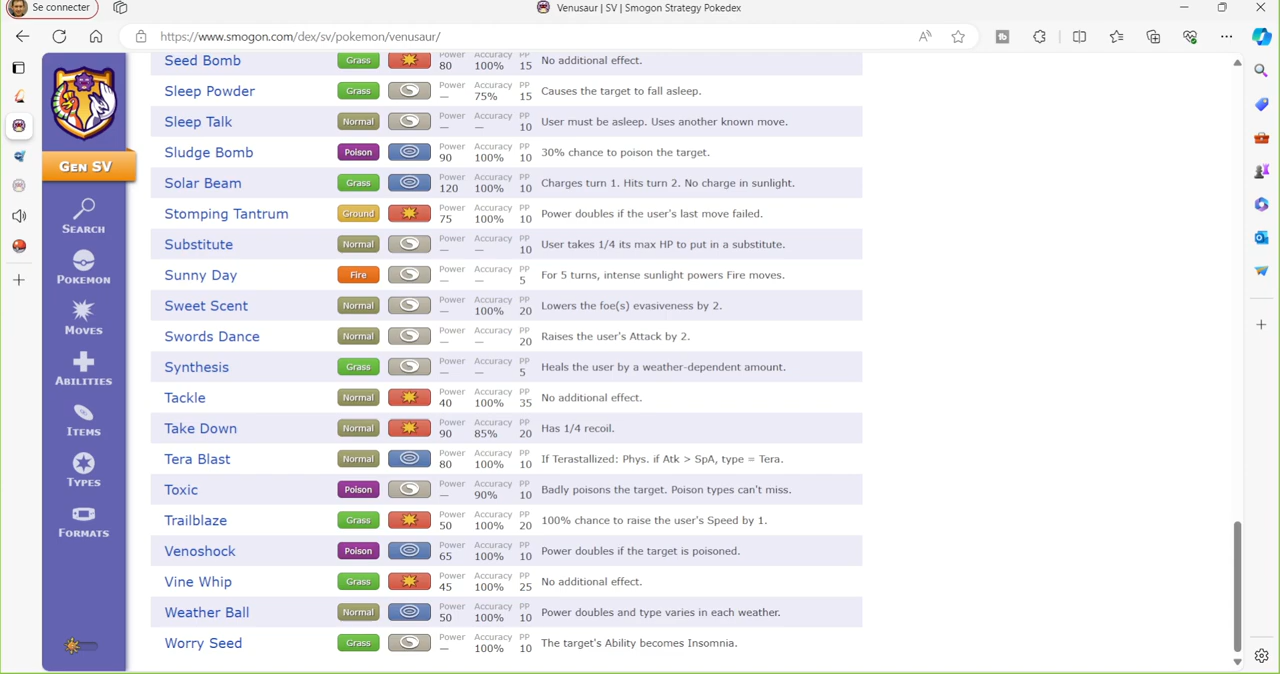 Se connecter
Venusaur | SV | Smogon Strategy Pokedex
https://www.smogon.com/dex/sv/pokemon/venusaur/
GEN SV
SEARCH
POKEMON
MOVES
ABILITIES
ITEMS
TYPES
FORMATS
Seed Bomb Grass Power 80 Accuracy 100% PP 15 No additional effect.
Sleep Powder Grass Power — Accuracy 75% PP 15 Causes the target to fall asleep.
Sleep Talk Normal Power — Accuracy — PP 10 User must be asleep. Uses another known move.
Sludge Bomb Poison Power 90 Accuracy 100% PP 10 30% chance to poison the target.
Solar Beam Grass Power 120 Accuracy 100% PP 10 Charges turn 1. Hits turn 2. No charge in sunlight.
Stomping Tantrum Ground Power 75 Accuracy 100% PP 10 Power doubles if the user's last move failed.
Substitute Normal Power — Accuracy — PP 10 User takes 1/4 its max HP to put in a substitute.
Sunny Day Fire Power — Accuracy — PP 5 For 5 turns, intense sunlight powers Fire moves.
Sweet Scent Normal Power — Accuracy 100% PP 20 Lowers the foe(s) evasiveness by 2.
Swords Dance Normal Power — Accuracy — PP 20 Raises the user's Attack by 2.
Synthesis Grass Power — Accuracy — PP 5 Heals the user by a weather-dependent amount.
Tackle Normal Power 40 Accuracy 100% PP 35 No additional effect.
Take Down Normal Power 90 Accuracy 85% PP 20 Has 1/4 recoil.
Tera Blast Normal Power 80 Accuracy 100% PP 10 If Terastallized: Phys. if Atk > SpA, type = Tera.
Toxic Poison Power — Accuracy 90% PP 10 Badly poisons the target. Poison types can't miss.
Trailblaze Grass Power 50 Accuracy 100% PP 20 100% chance to raise the user's Speed by 1.
Venoshock Poison Power 65 Accuracy 100% PP 10 Power doubles if the target is poisoned.
Vine Whip Grass Power 45 Accuracy 100% PP 25 No additional effect.
Weather Ball Normal Power 50 Accuracy 100% PP 10 Power doubles and type varies in each weather.
Worry Seed Grass Power — Accuracy 100% PP 10 The target's Ability becomes Insomnia.